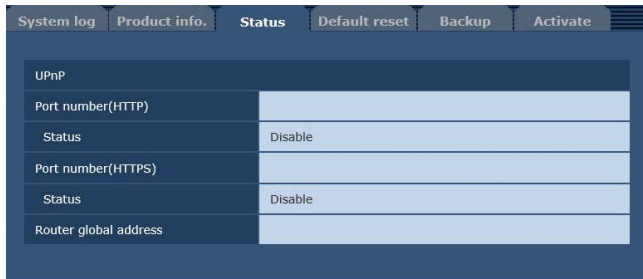 System log Product info. Status Default reset Backup Activate
UPnP
Port number(HTTP)
Status Disable
Port number(HTTPS)
Status Disable
Router global address